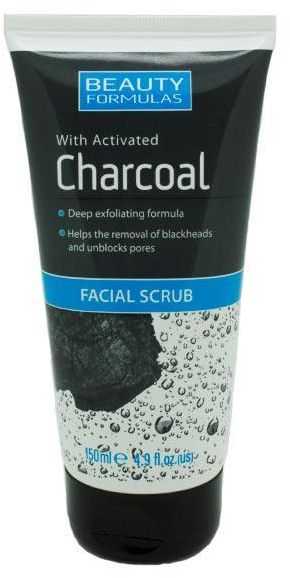 BEAUTY
FORMULAS
With Activated
Charcoal
Deep exfoliating formula
Helps the removal of blackheads
and unblocks pores
FACIAL SCRUB
150ml ℮ 4.9 fl.oz.(us)